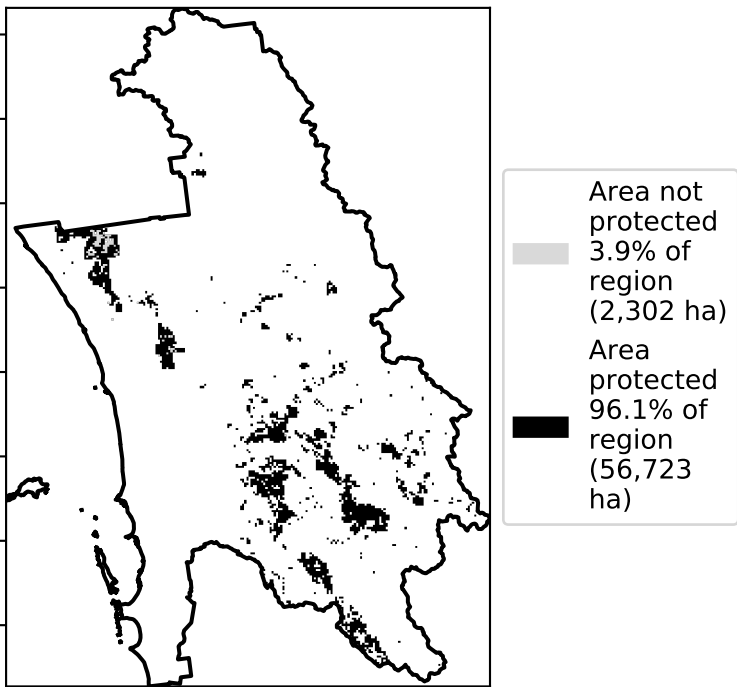 Area not
protected
3.9% of
region
(2,302 ha)
Area
protected
96.1% of
region
(56,723
ha)